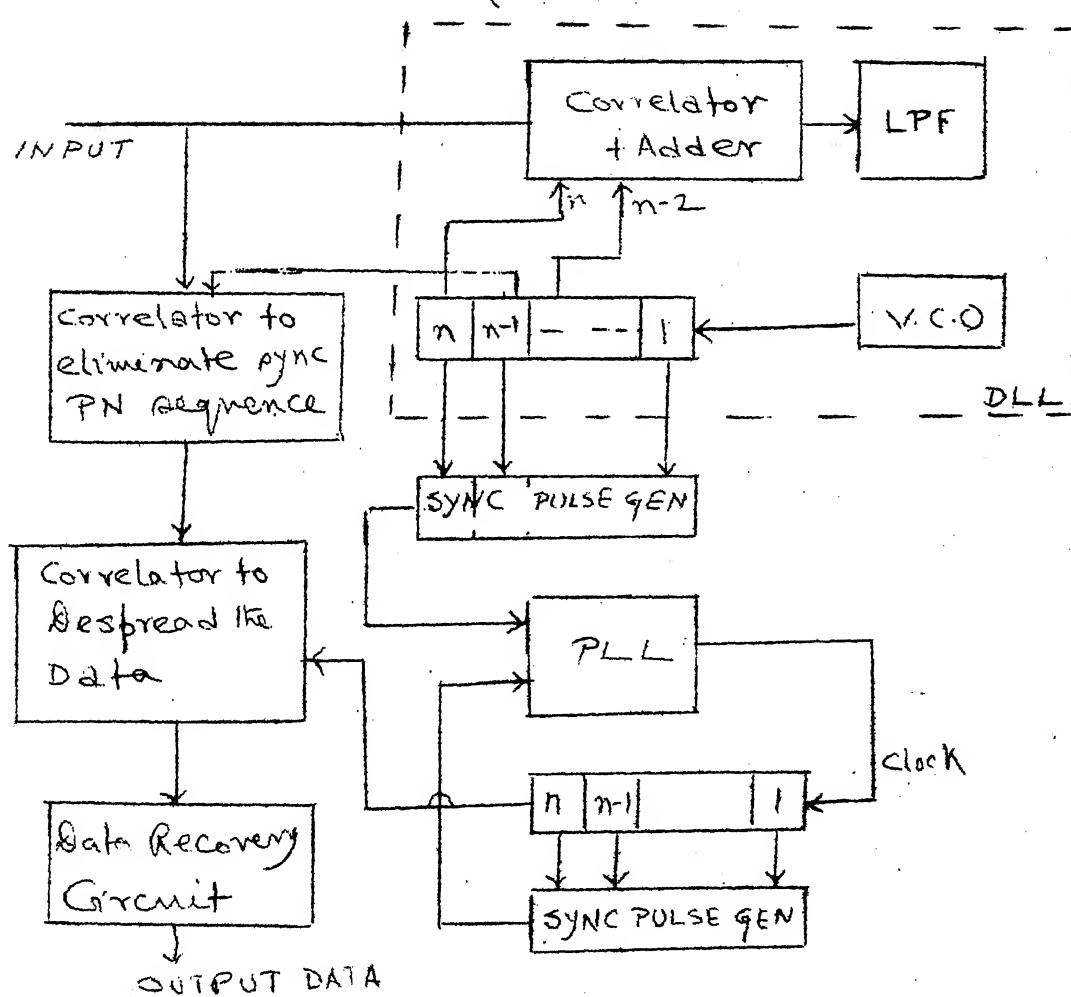 INPUT
Correlator
+ Adder
LPF
n
n-2
Correlator to
eliminate sync
PN sequence
n n-1 - -- 1
V.C.O
DLL
SYNC PULSE GEN
Correlator to
Despread the
Data
PLL
Clock
n n-1 1
Data Recovery
Circuit
SYNC PULSE GEN
OUTPUT DATA